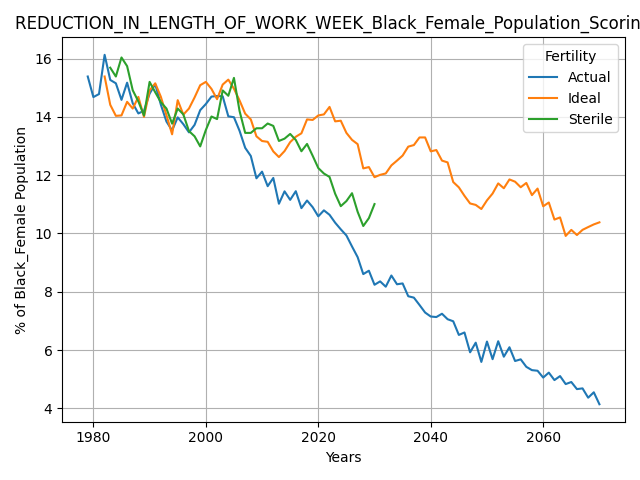 REDUCTION_IN_LENGTH_OF_WORK_WEEK_Black_Female_Population_Scorin
% of Black_Female Population
16
14
12
10
8
6
4
Fertility
Actual
Ideal
Sterile
1980 2000 2020 2040 2060
Years